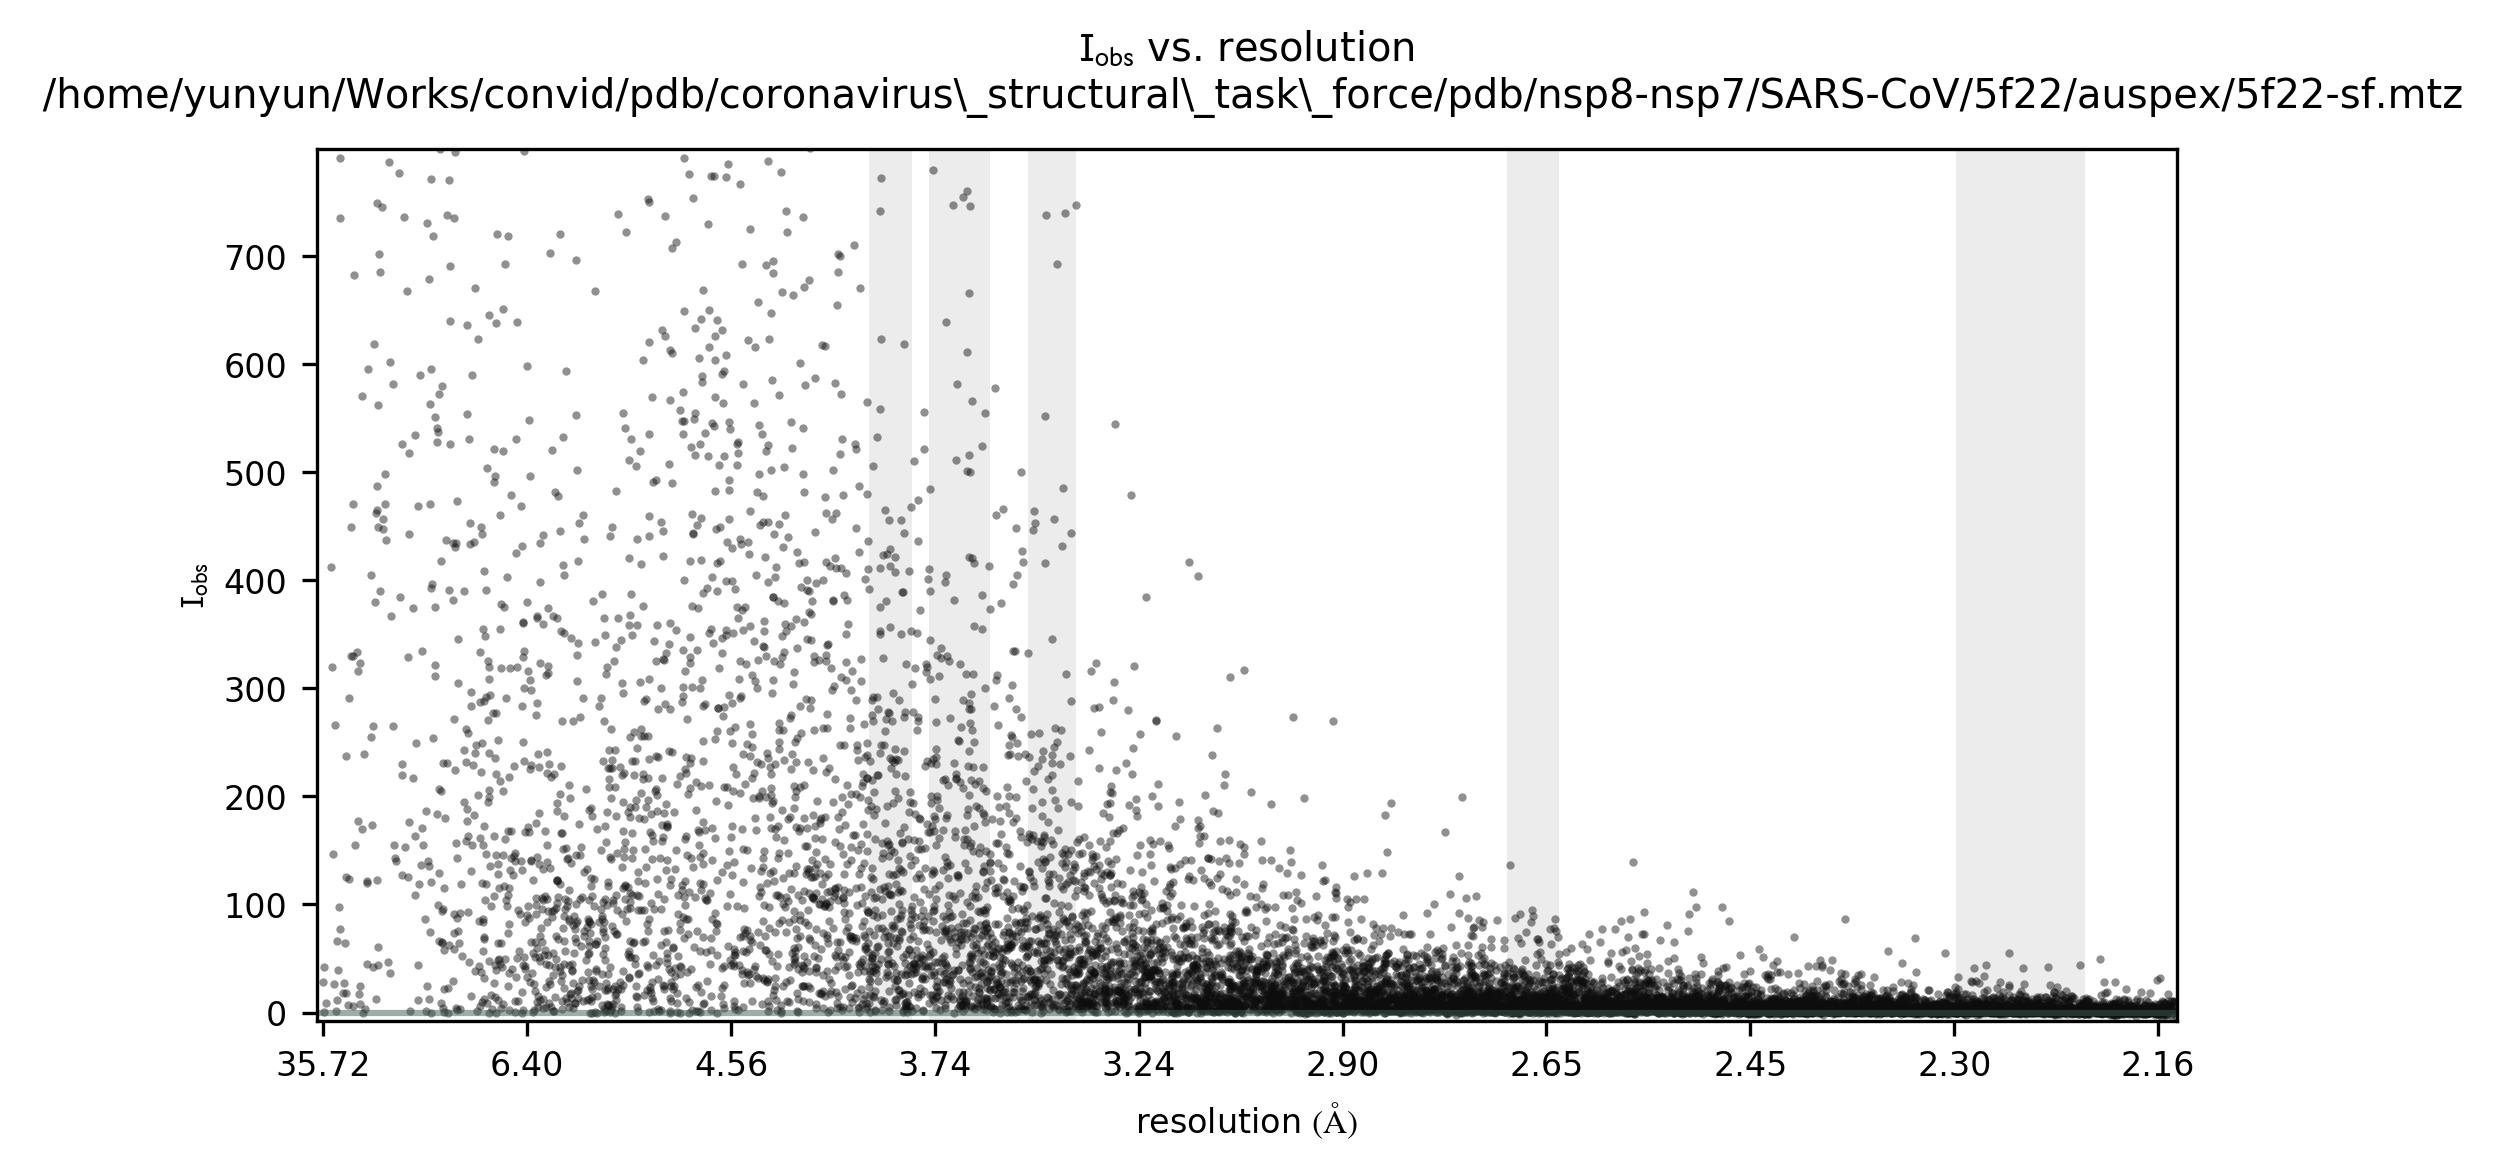 I_obs vs. resolution
/home/yunyun/Works/convid/pdb/coronavirus\_structural\_task\_force/pdb/nsp8-nsp7/SARS-CoV/5f22/auspex/5f22-sf.mtz
I_obs
700
600
500
400
300
200
100
0
35.72 6.40 4.56 3.74 3.24 2.90 2.65 2.45 2.30 2.16
resolution (Å)